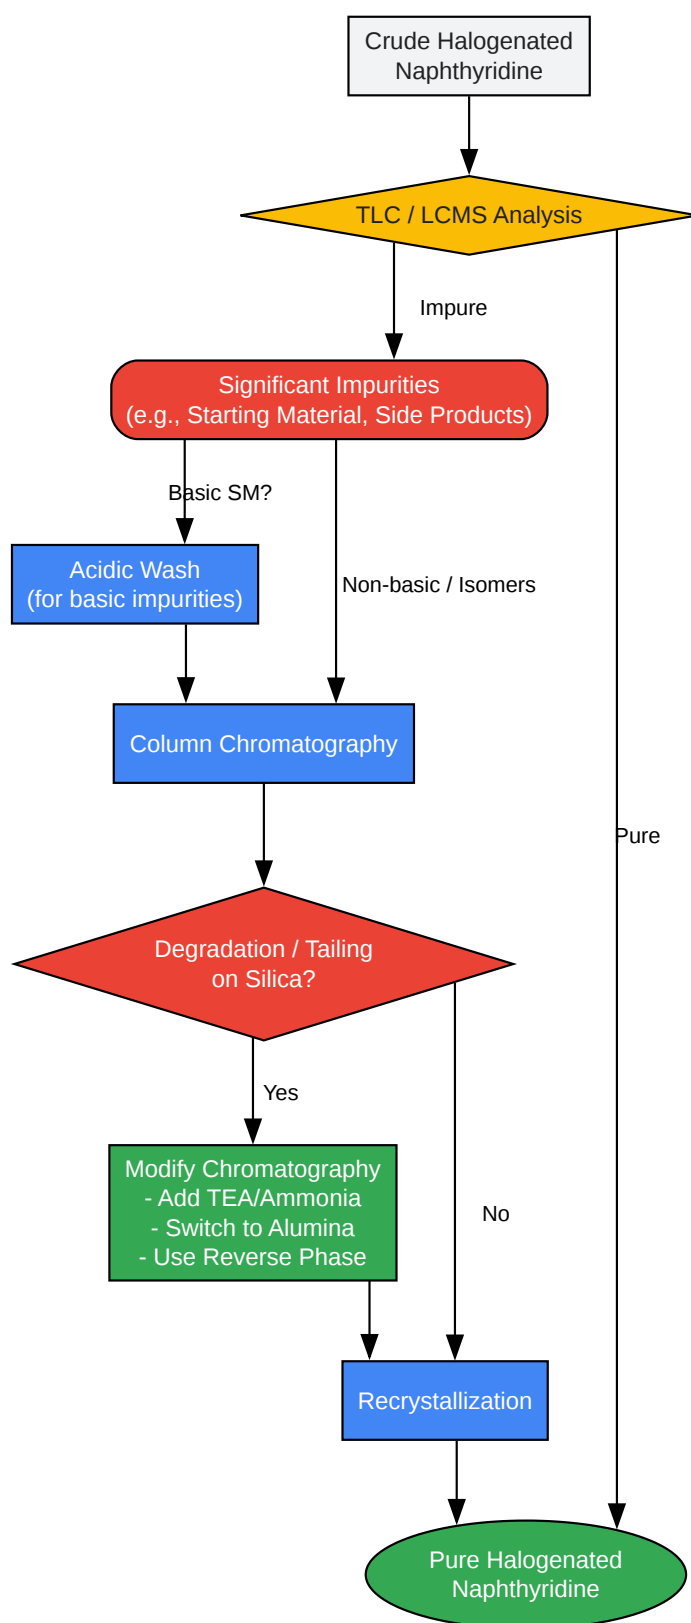 Crude Halogenated
Naphthyridine
TLC / LCMS Analysis
Impure
Significant Impurities
(e.g., Starting Material, Side Products)
Basic SM?
Acidic Wash
(for basic impurities)
Non-basic / Isomers
Column Chromatography
Pure
Degradation / Tailing
on Silica?
Yes
Modify Chromatography
- Add TEA/Ammonia
- Switch to Alumina
- Use Reverse Phase
No
Recrystallization
Pure Halogenated
Naphthyridine